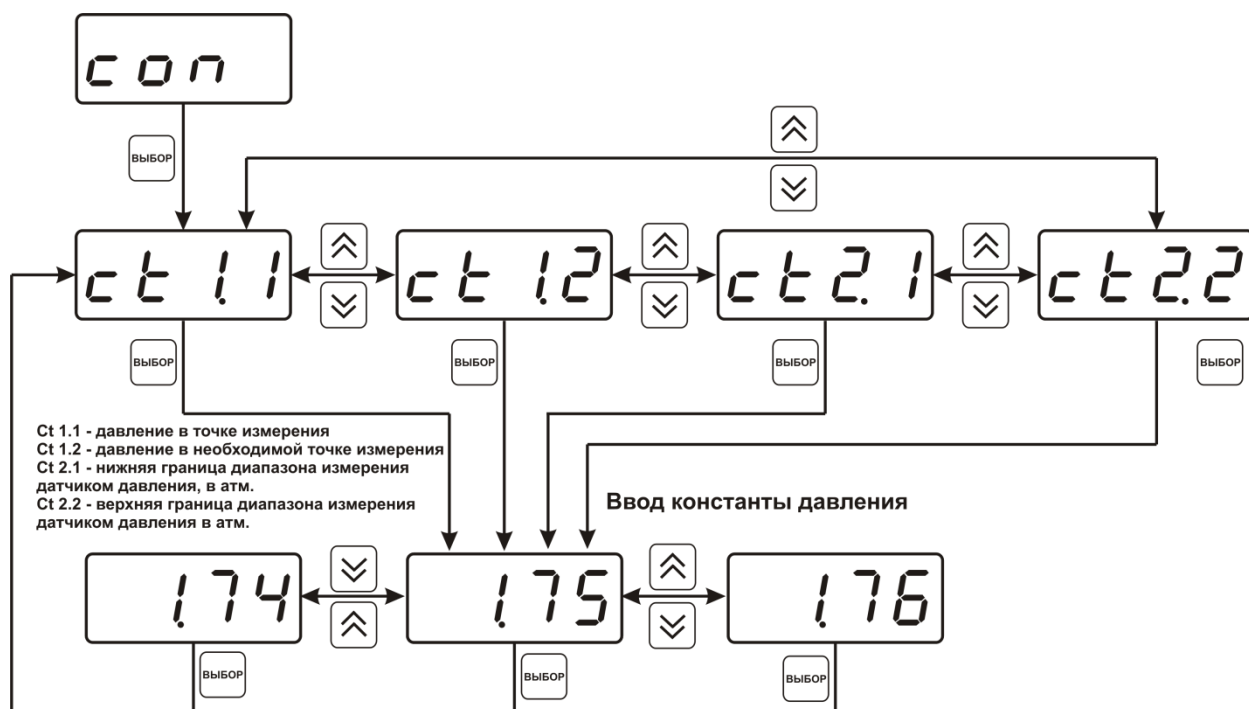 con
ВЫБОР
ct 1.1
ct 1.2
ct 2.1
ct 2.2
ВЫБОР
ВЫБОР
ВЫБОР
ВЫБОР
Ct 1.1 - давление в точке измерения
Ct 1.2 - давление в необходимой точке измерения
Ct 2.1 - нижняя граница диапазона измерения
датчиком давления, в атм.
Ct 2.2 - верхняя граница диапазона измерения
датчиком давления в атм.
Ввод константы давления
1.74
1.75
1.76
ВЫБОР
ВЫБОР
ВЫБОР